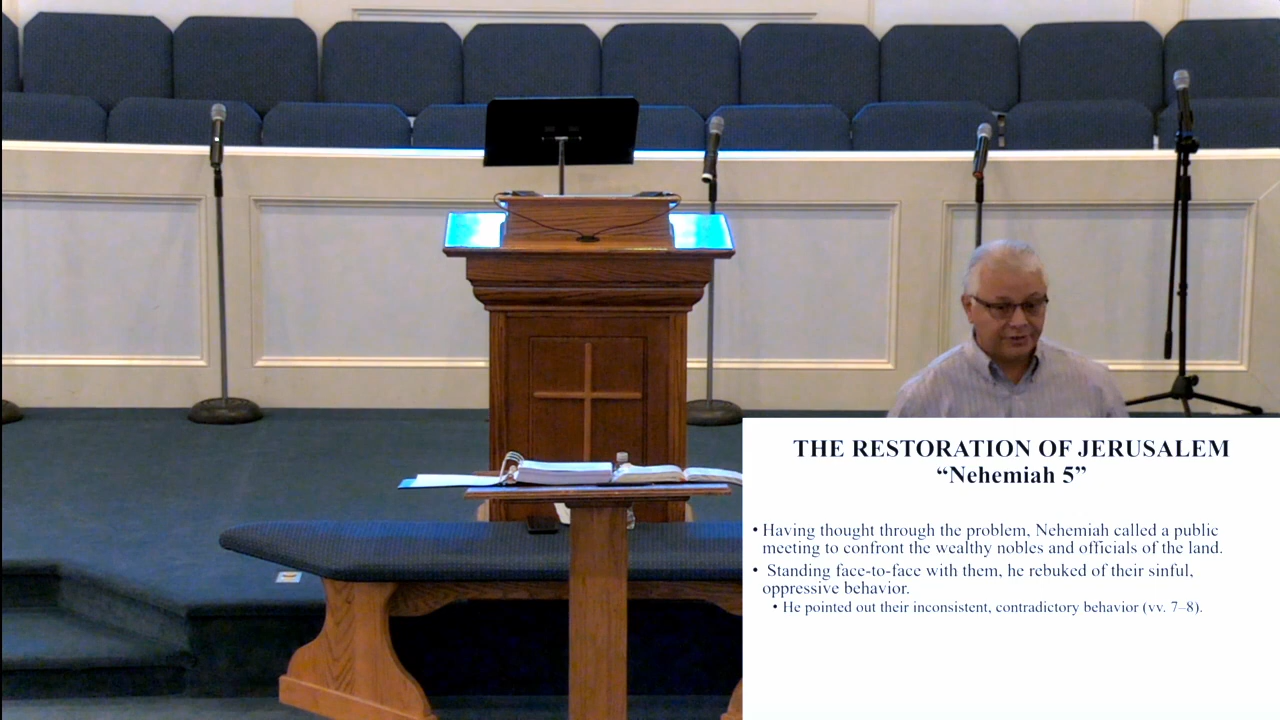 THE RESTORATION OF JERUSALEM
“Nehemiah 5”
• Having thought through the problem, Nehemiah called a public
meeting to confront the wealthy nobles and officials of the land.
• Standing face-to-face with them, he rebuked of their sinful,
oppressive behavior.
• He pointed out their inconsistent, contradictory behavior (vv. 7–8).